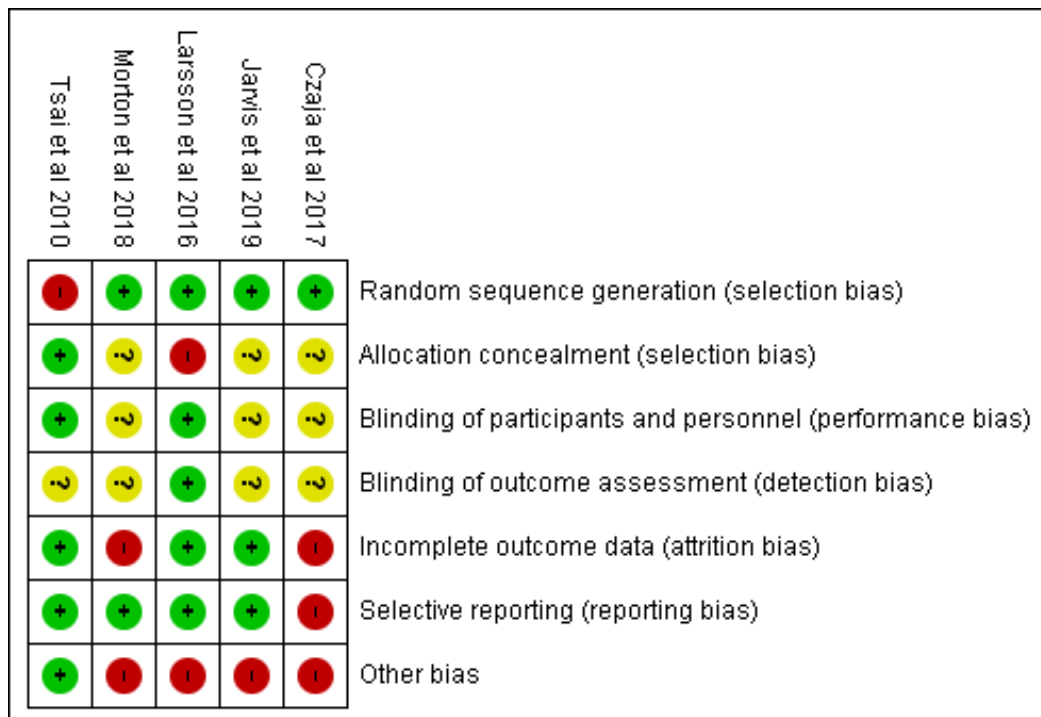 Tsai et al 2010
Morton et al 2018
Larsson et al 2016
Jarvis et al 2019
Czaja et al 2017
- + + + + Random sequence generation (selection bias)
+ ? - ? ? Allocation concealment (selection bias)
+ ? + ? ? Blinding of participants and personnel (performance bias)
? ? + ? ? Blinding of outcome assessment (detection bias)
+ - + + - Incomplete outcome data (attrition bias)
+ + + + - Selective reporting (reporting bias)
+ - - - - Other bias